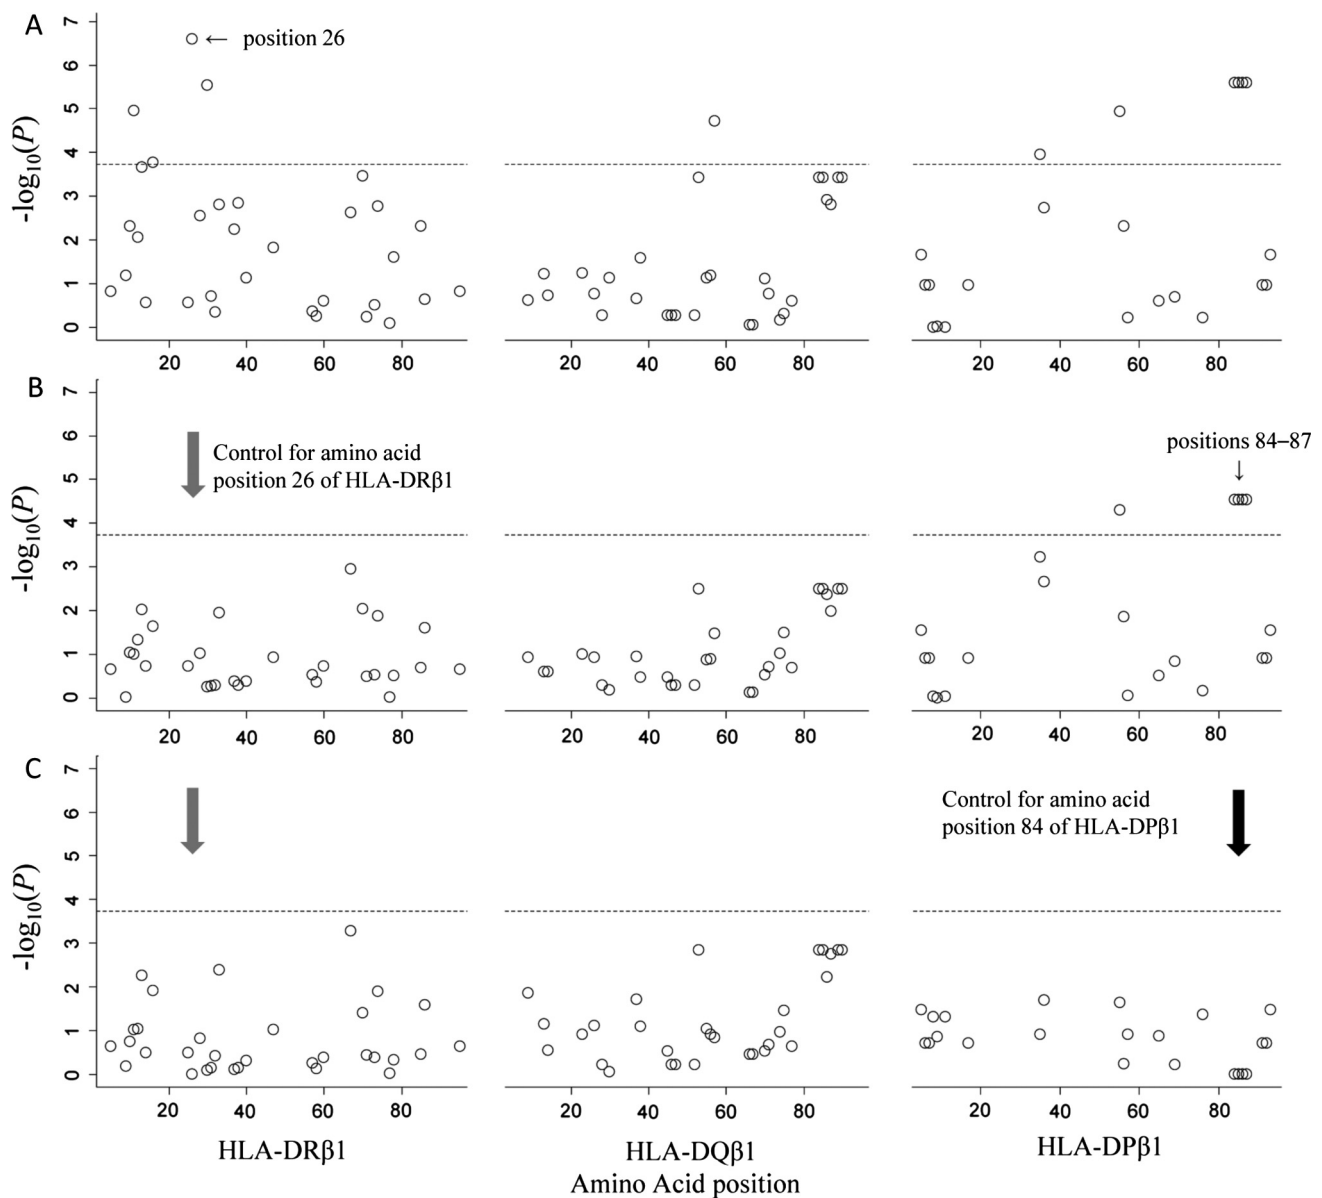 A
7
6
5
4
3
2
1
0
-log10(P)
← position 26
20 40 60 80
20 40 60 80
20 40 60 80
B
7
6
5
4
3
2
1
0
-log10(P)
Control for amino acid
position 26 of HLA-DRβ1
positions 84–87
↓
20 40 60 80
20 40 60 80
20 40 60 80
C
7
6
5
4
3
2
1
0
-log10(P)
Control for amino acid
position 84 of HLA-DPβ1
20 40 60 80
20 40 60 80
20 40 60 80
HLA-DRβ1
HLA-DQβ1
HLA-DPβ1
Amino Acid position